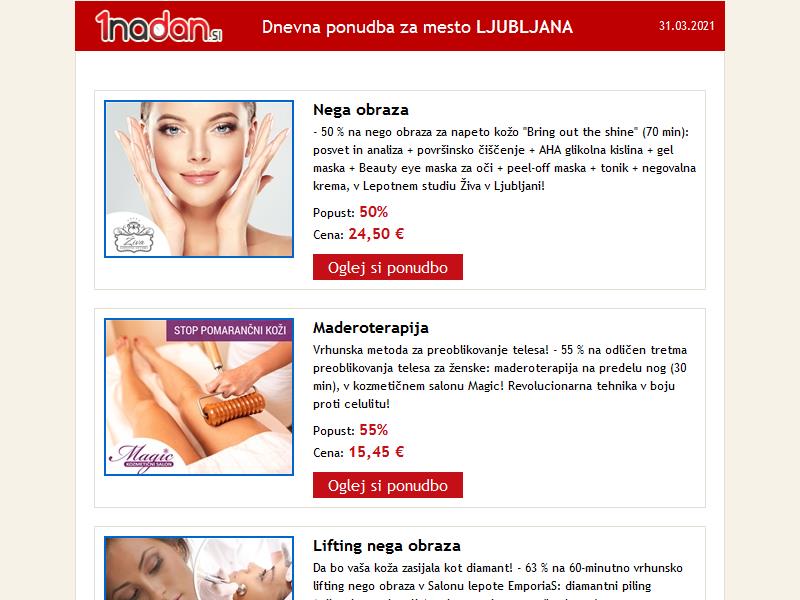 1nadan.si
Dnevna ponudba za mesto LJUBLJANA
31.03.2021
Nega obraza
- 50 % na nego obraza za napeto kožo "Bring out the shine" (70 min):
posvet in analiza + površinsko čiščenje + AHA glikolna kislina + gel
maska + Beauty eye maska za oči + peel-off maska + tonik + negovalna
krema, v Lepotnem studiu Živa v Ljubljani!
Popust: 50%
Cena: 24,50 €
Oglej si ponudbo
Živa
STOP POMARANČNI KOŽI
Magic
KOZMETIČNI SALON
Maderoterapija
Vrhunska metoda za preoblikovanje telesa! - 55 % na odličen tretma
preoblikovanja telesa za ženske: maderoterapija na predelu nog (30
min), v kozmetičnem salonu Magic! Revolucionarna tehnika v boju
proti celulitu!
Popust: 55%
Cena: 15,45 €
Oglej si ponudbo
Lifting nega obraza
Da bo vaša koža zasijala kot diamant! - 63 % na 60-minutno vrhunsko
lifting nego obraza v Salonu lepote EmporiaS: diamantni piling